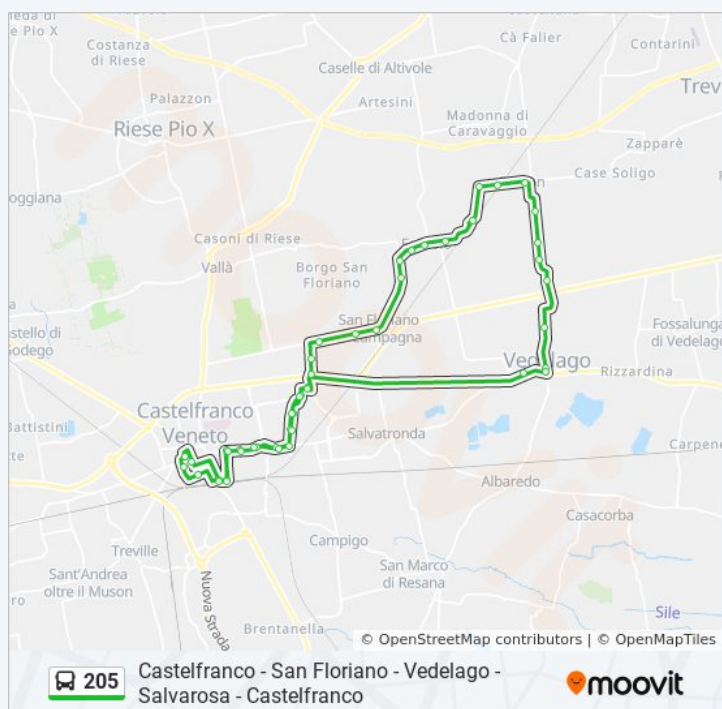 Costanza
di Riese
Cà Falier
Contarini
Caselle di Altivole
Palazzon
Artesini
Madonna di
Caravaggio
Riese Pio X
Zapparè
Case Soligo
Casoni di Riese
Vallà
Borgo San
Floriano
San Floriano
Campagna
Fossalunga
di Vedelago
Vedelago
Rizzardina
Castelfranco
Veneto
Battistini
Salvatronda
Albaredo
Casacorba
Treville
Campigo
Sant'Andrea
oltre il Muson
San Marco
di Resana
Nuova Strada
Brentanella
Sile
© OpenStreetMap contributors | © OpenMapTiles
205
Castelfranco - San Floriano - Vedelago -
Salvarosa - Castelfranco
moovit